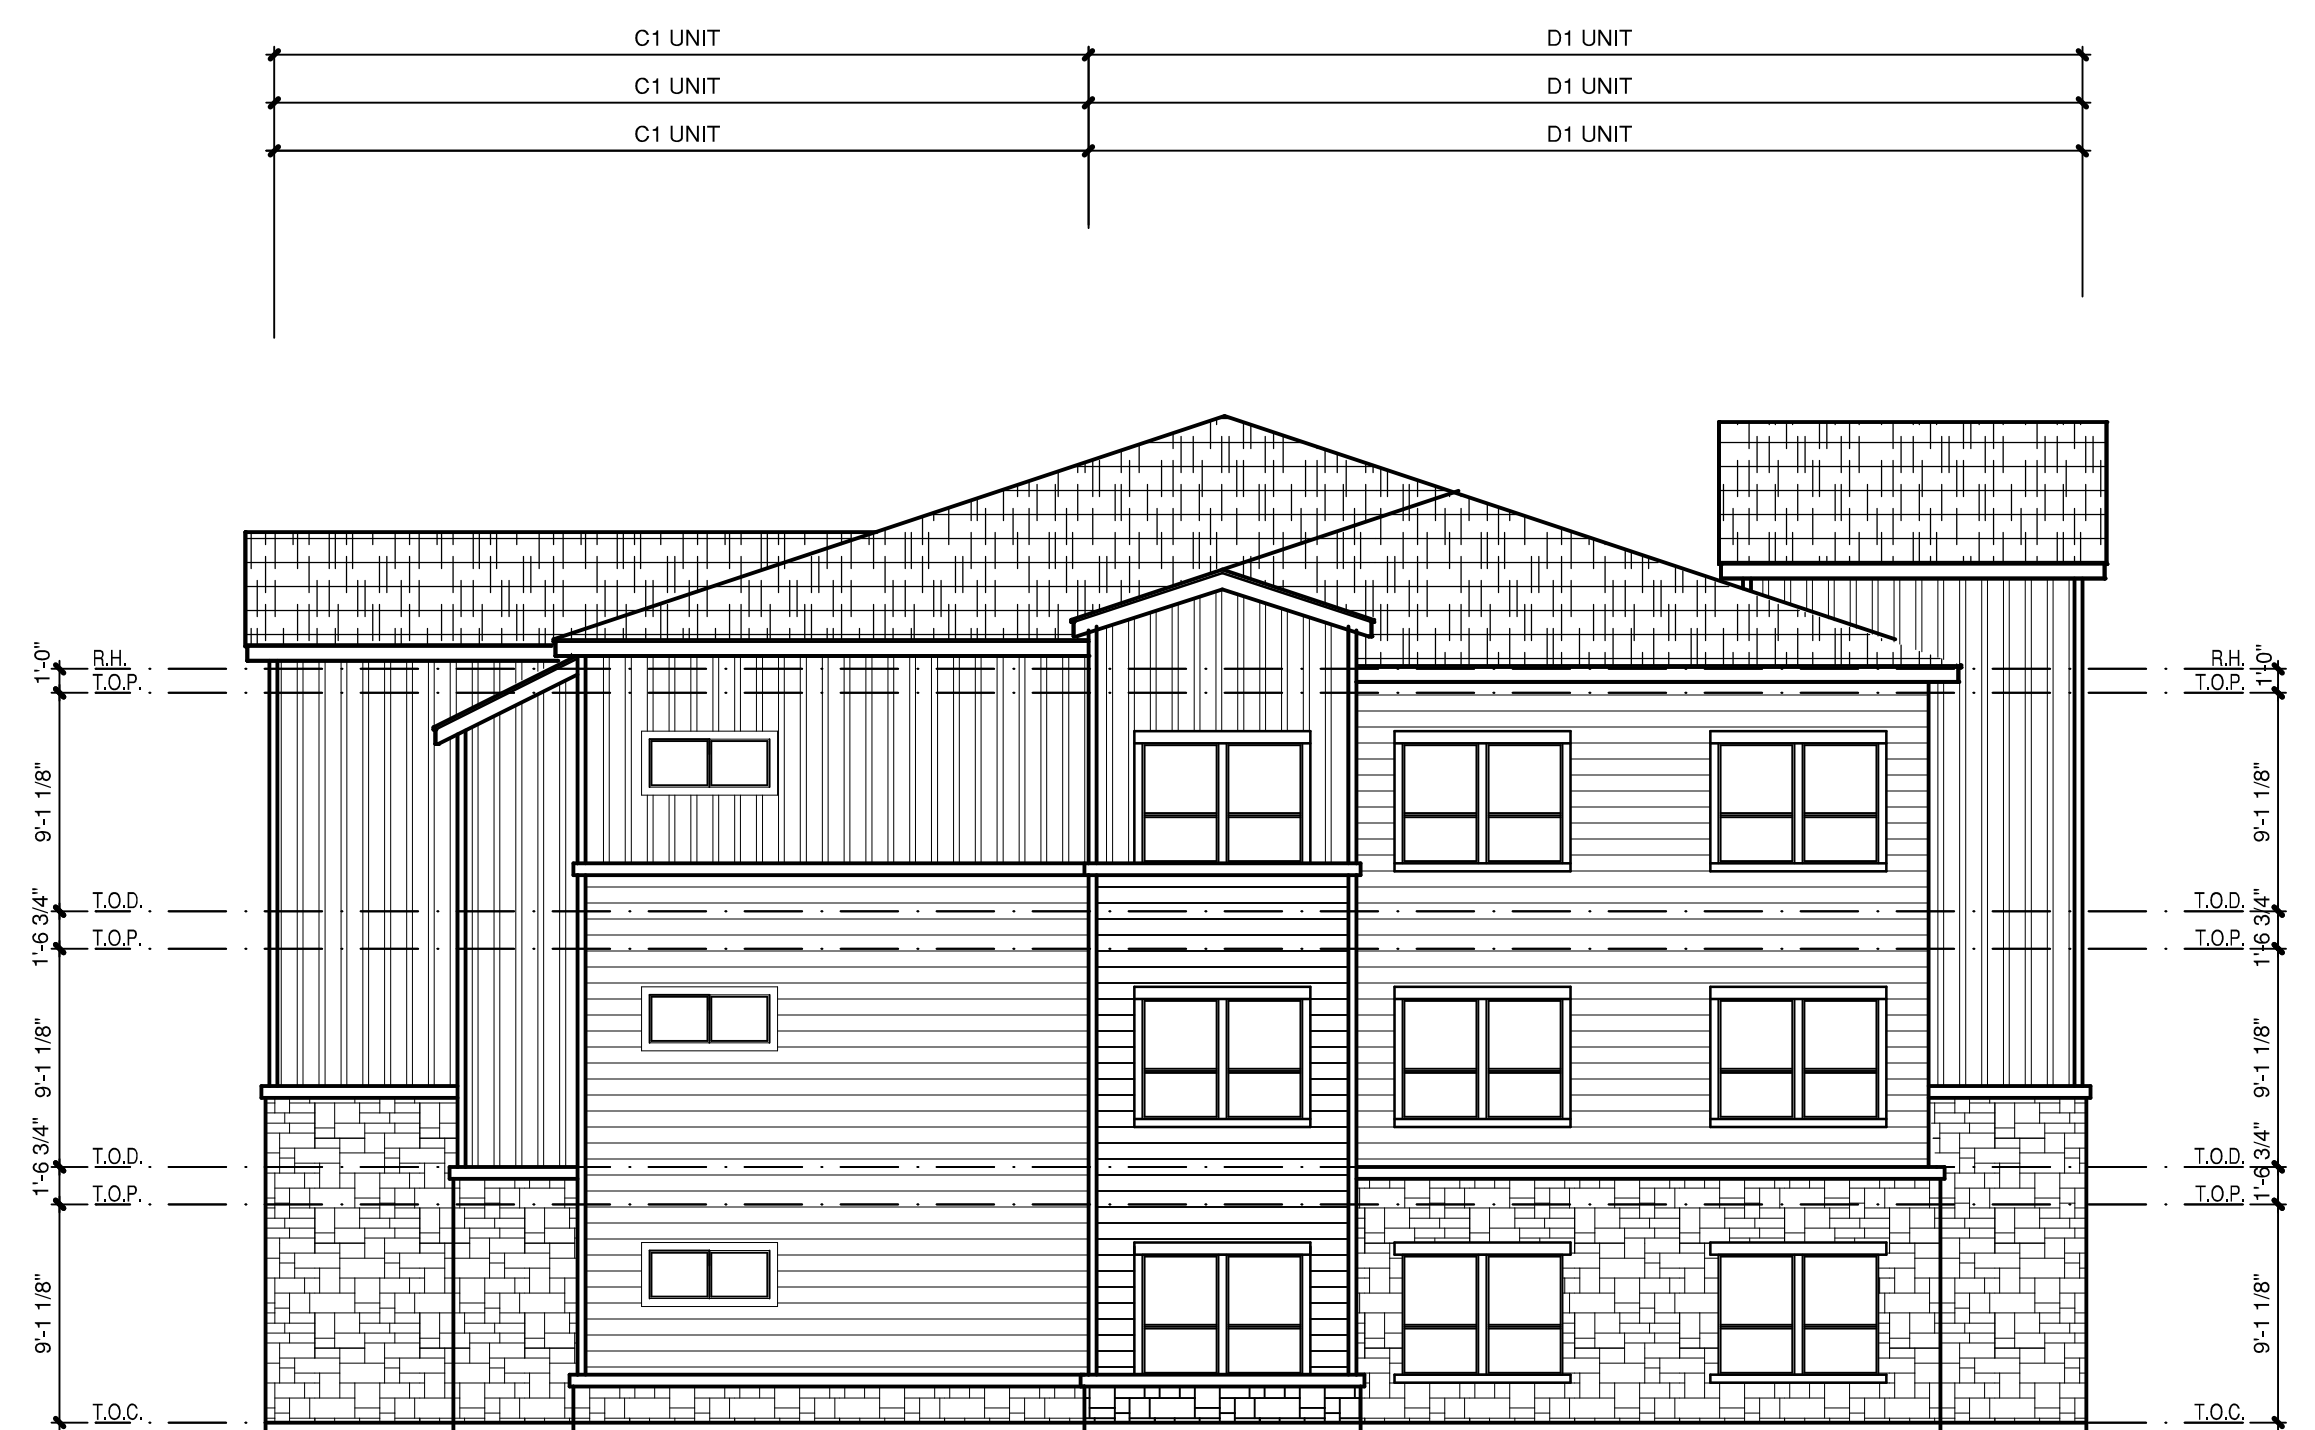 C1 UNIT D1 UNIT
C1 UNIT D1 UNIT
C1 UNIT D1 UNIT
1'-0" R.H. R.H. 1'-0"
T.O.P. T.O.P.
9'-1 1/8" 9'-1 1/8"
1'-6 3/4" T.O.D. T.O.D. 1'-6 3/4"
T.O.P. T.O.P.
9'-1 1/8" 9'-1 1/8"
1'-6 3/4" T.O.D. T.O.D. 1'-6 3/4"
T.O.P. T.O.P.
9'-1 1/8" 9'-1 1/8"
T.O.C. T.O.C.